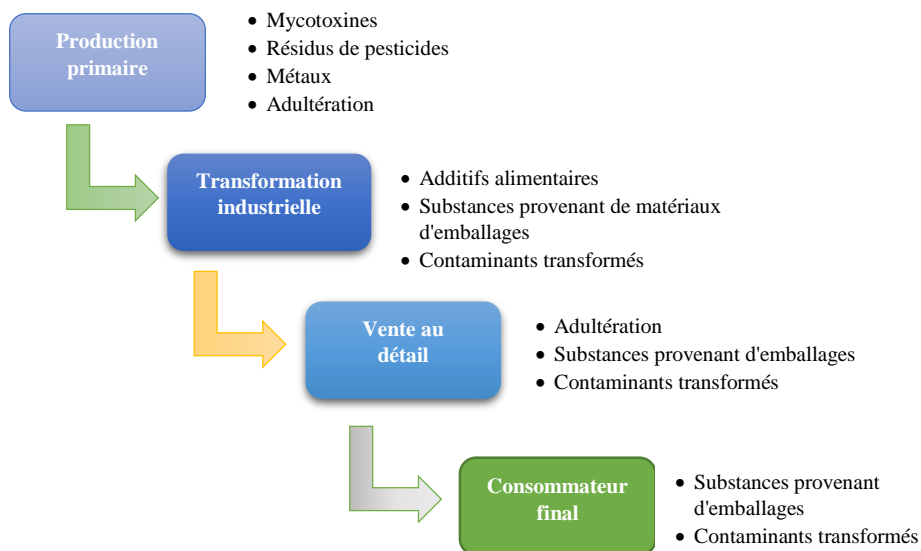 Production
primaire
• Mycotoxines
• Résidus de pesticides
• Métaux
• Adultération
Transformation
industrielle
• Additifs alimentaires
• Substances provenant de matériaux
d'emballages
• Contaminants transformés
Vente au
détail
• Adultération
• Substances provenant d'emballages
• Contaminants transformés
Consommateur
final
• Substances provenant
d'emballages
• Contaminants transformés